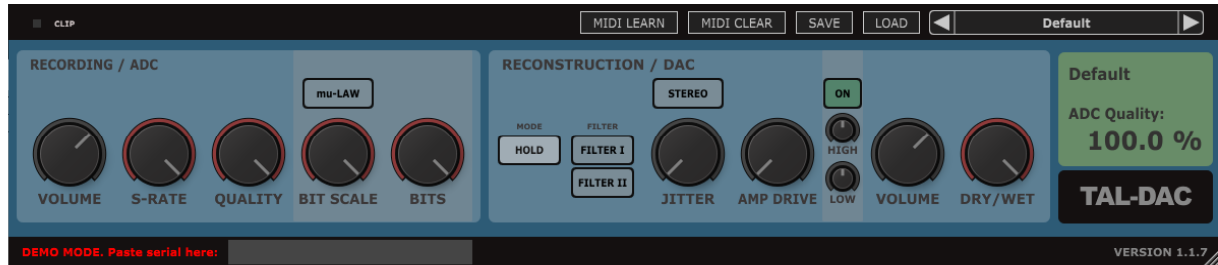 CLIP
MIDI LEARN
MIDI CLEAR
SAVE
LOAD
Default
RECORDING / ADC
mu-LAW
VOLUME
S-RATE
QUALITY
BIT SCALE
BITS
RECONSTRUCTION / DAC
STEREO
ON
MODE
HOLD
FILTER
FILTER I
FILTER II
JITTER
AMP DRIVE
HIGH
LOW
VOLUME
DRY/WET
Default
ADC Quality:
100.0 %
TAL-DAC
DEMO MODE. Paste serial here:
VERSION 1.1.7